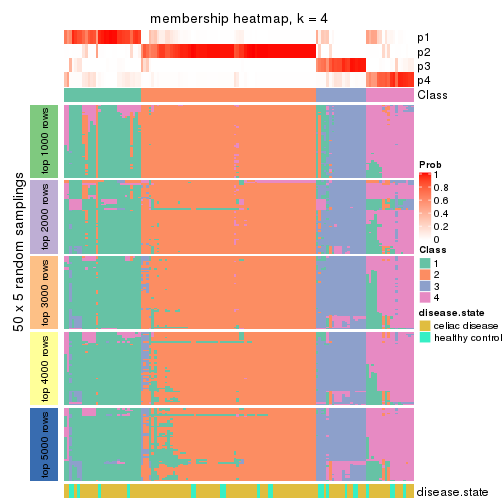 membership heatmap, k = 4
p1
p2
p3
p4
Class
50 x 5 random samplings
top 1000 rows
top 2000 rows
top 3000 rows
top 4000 rows
top 5000 rows
Prob
1
0.8
0.6
0.4
0.2
0
Class
1
2
3
4
disease.state
celiac disease
healthy control
disease.state